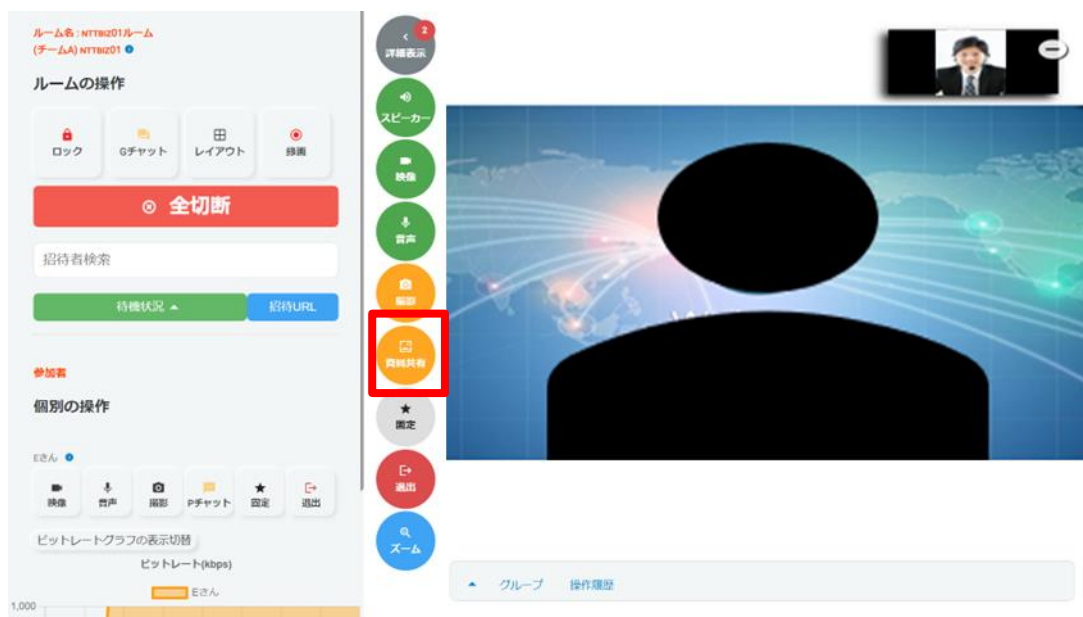 ルーム名 : NTTBIZ01ルーム
(チームA) NTTBIZ01
ルームの操作
ロック
Gチャット
レイアウト
録画
全切断
招待者検索
待機状況
招待URL
参加者
個別の操作
Eさん
映像
音声
撮影
Pチャット
固定
退出
ビットレートグラフの表示切替
ビットレート(kbps)
Eさん
1,000
2
詳細表示
スピーカー
映像
音声
撮影
資料共有
固定
退出
ズーム
グループ
操作履歴